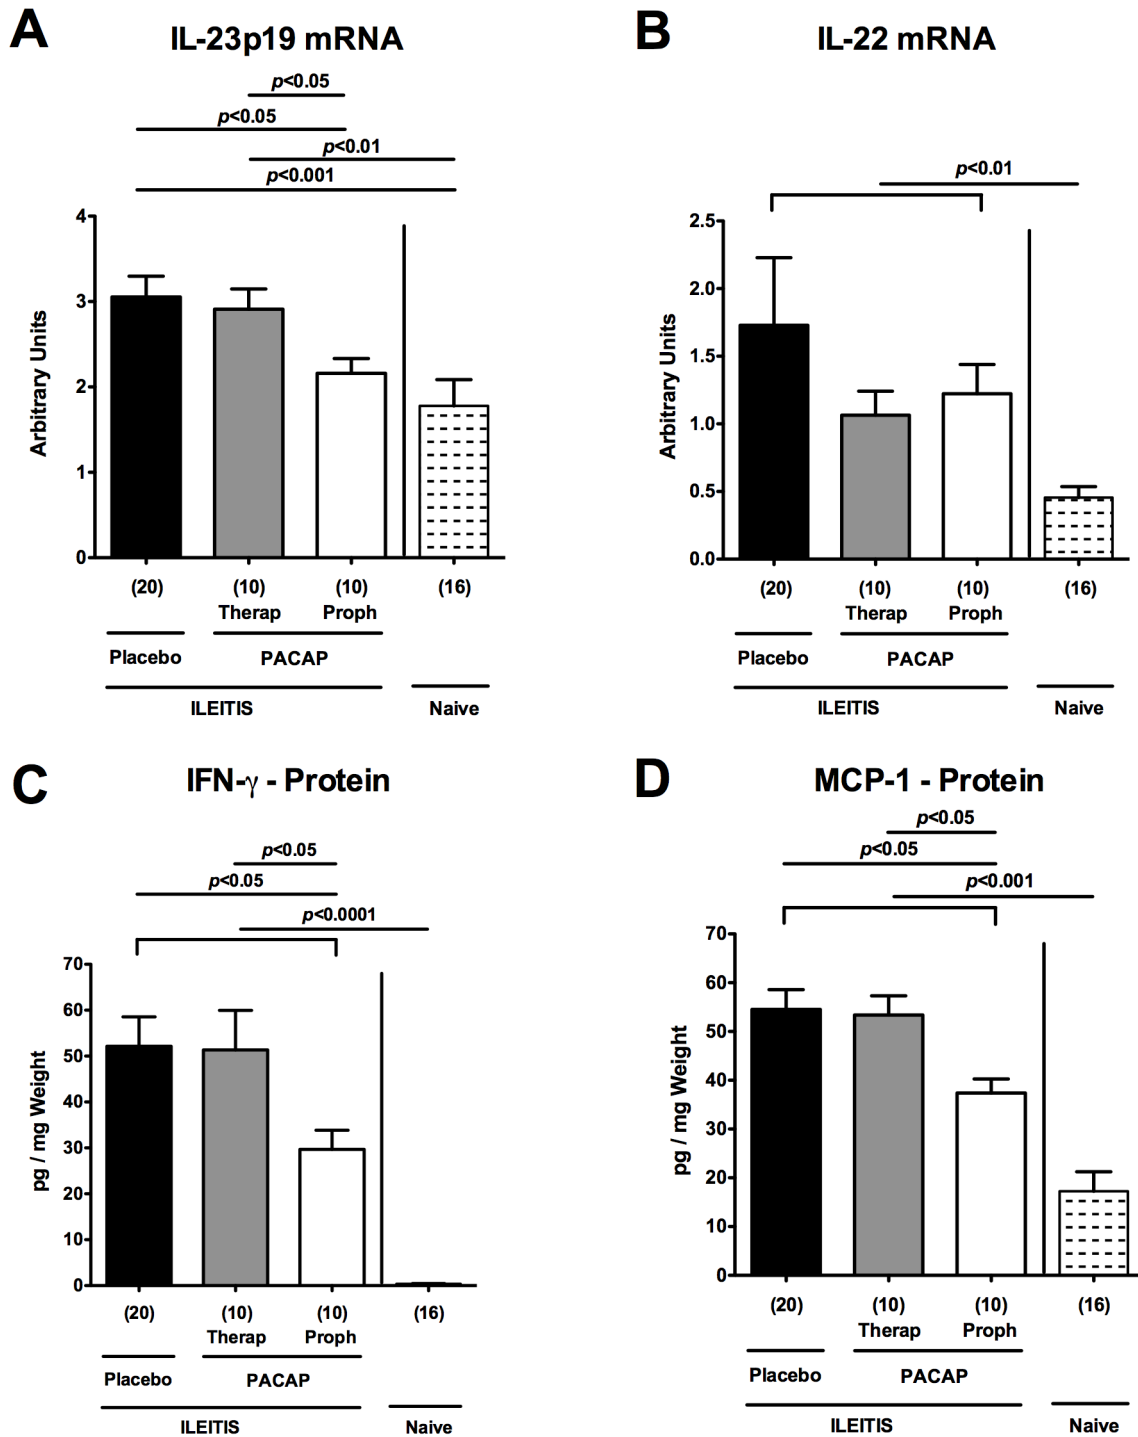 A
IL-23p19 mRNA
p<0.05
p<0.05
p<0.01
p<0.001
4
3
2
1
0
Arbitrary Units
(20) (10) (10) (16)
Therap Proph
Placebo PACAP
ILEITIS Naive
B
IL-22 mRNA
p<0.01
2.5
2.0
1.5
1.0
0.5
0.0
Arbitrary Units
(20) (10) (10) (16)
Therap Proph
Placebo PACAP
ILEITIS Naive
C
IFN-γ - Protein
p<0.05
p<0.05
p<0.0001
70
60
50
40
30
20
10
0
pg / mg Weight
(20) (10) (10) (16)
Therap Proph
Placebo PACAP
ILEITIS Naive
D
MCP-1 - Protein
p<0.05
p<0.05
p<0.001
70
60
50
40
30
20
10
0
pg / mg Weight
(20) (10) (10) (16)
Therap Proph
Placebo PACAP
ILEITIS Naive